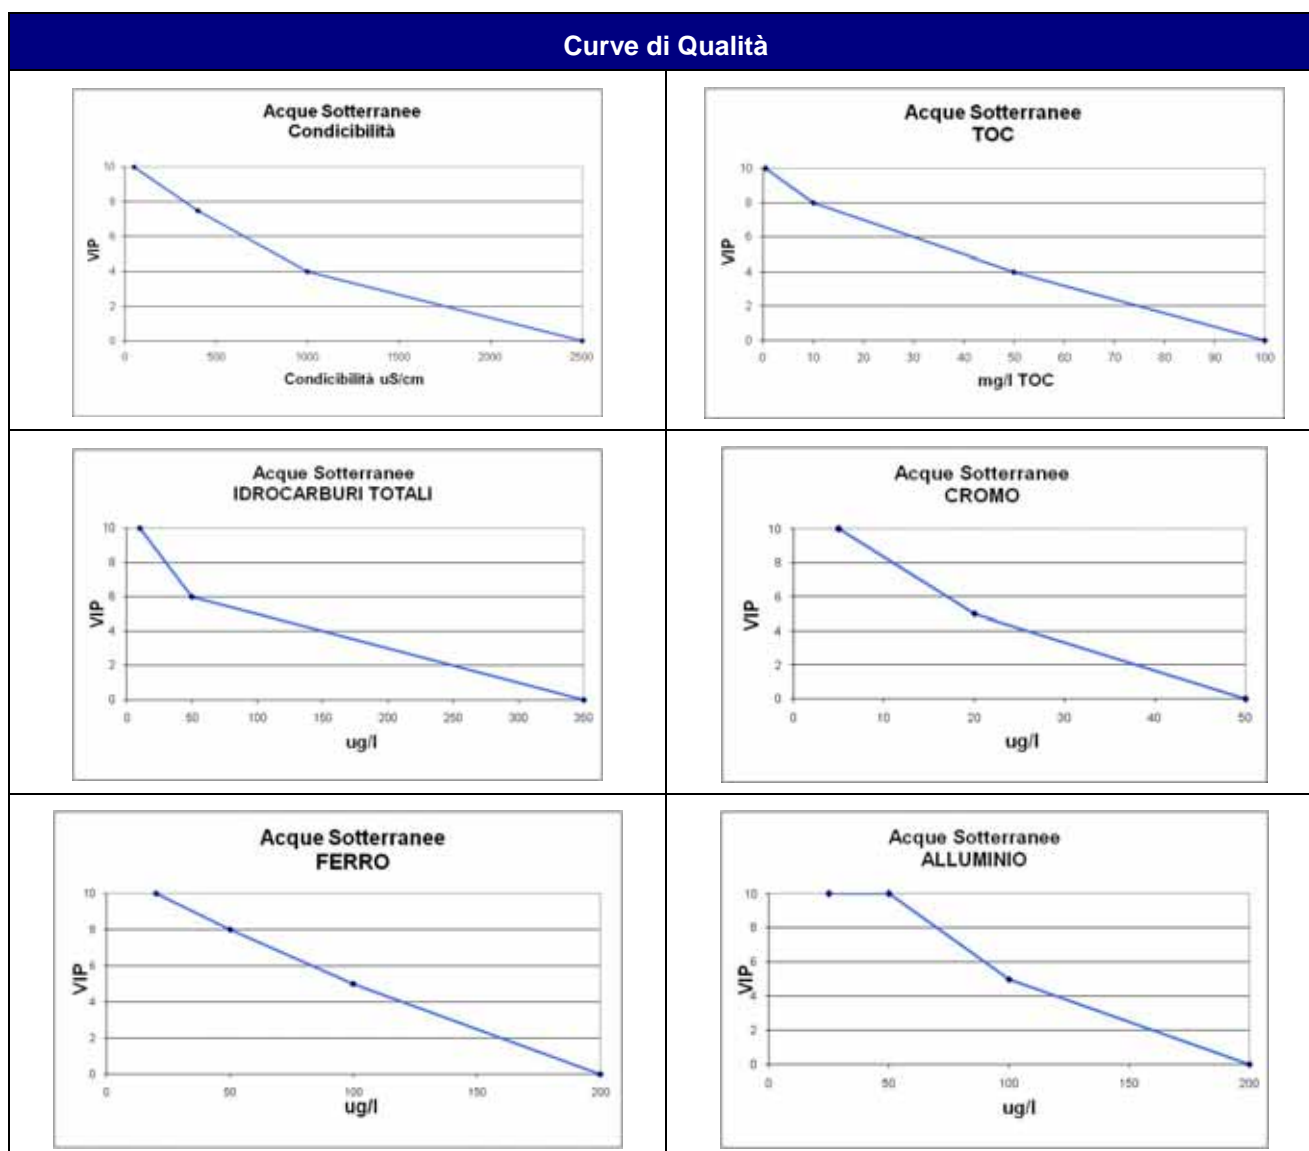 Curve di Qualità
Acque Sotterranee
Condicibilità
VIP
10
8
6
4
2
0
0 500 1000 1500 2000 2500
Condicibilità uS/cm
Acque Sotterranee
TOC
VIP
10
8
6
4
2
0
0 10 20 30 40 50 60 70 80 90 100
mg/l TOC
Acque Sotterranee
IDROCARBURI TOTALI
VIP
10
8
6
4
2
0
0 50 100 150 200 250 300 350
ug/l
Acque Sotterranee
CROMO
VIP
10
8
6
4
2
0
0 10 20 30 40 50
ug/l
Acque Sotterranee
FERRO
VIP
10
8
6
4
2
0
0 50 100 150 200
ug/l
Acque Sotterranee
ALLUMINIO
VIP
10
8
6
4
2
0
0 50 100 150 200
ug/l